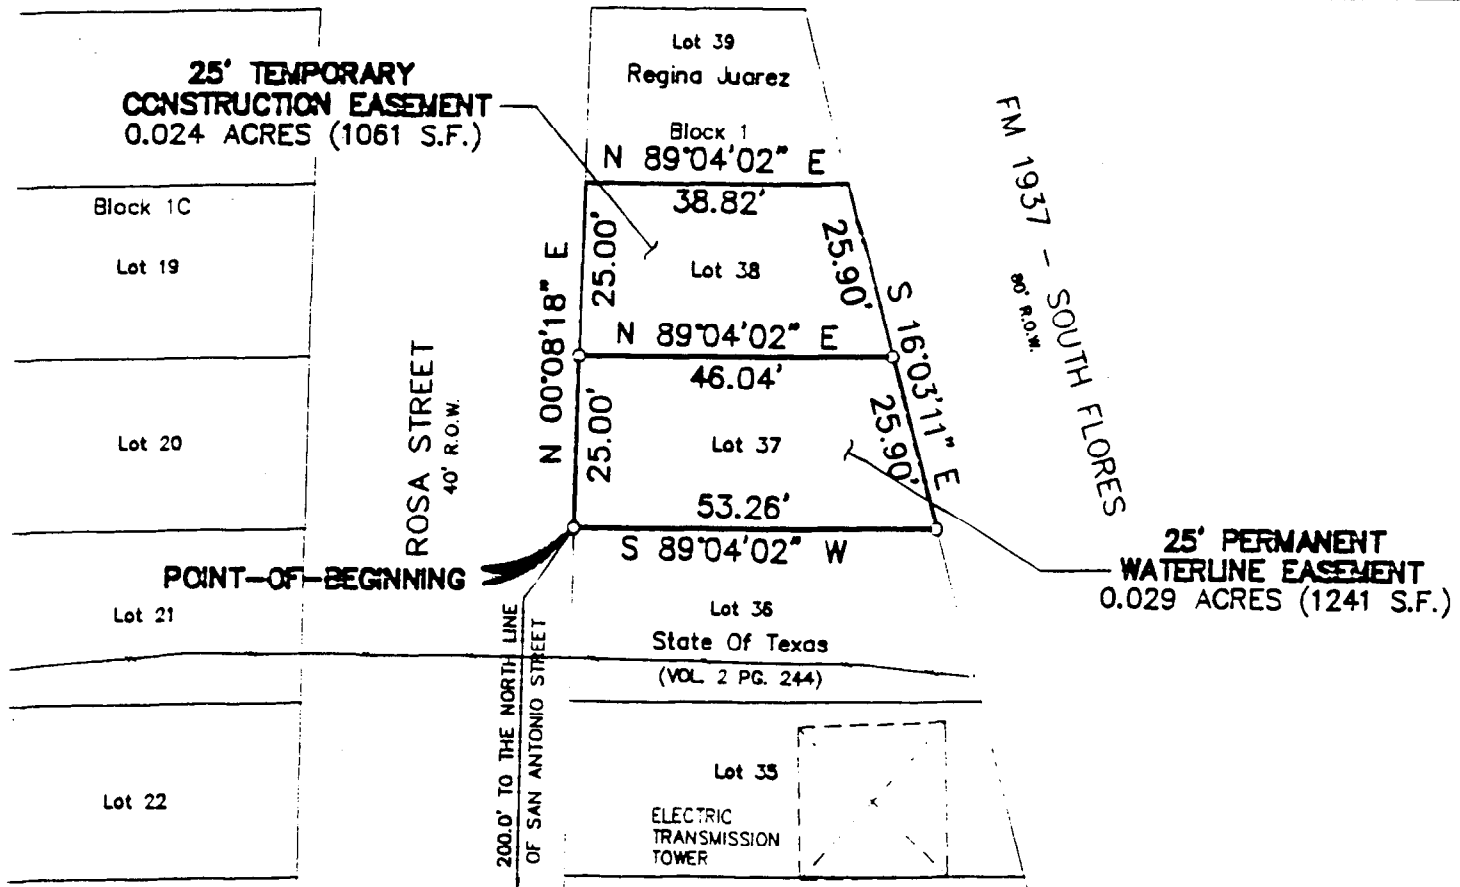 Lot 39
Regina Juarez
Block 1
25' TEMPORARY
CONSTRUCTION EASEMENT
0.024 ACRES (1061 S.F.)
N 89°04'02" E
38.82'
Block 1C
Lot 19
25.00'
Lot 38
25.90'
N 00°08'18" E
S 16°03'11" E
FM 1937 - SOUTH FLORES
80' R.O.W.
N 89°04'02" E
46.04'
ROSA STREET
40' R.O.W.
Lot 20
25.00'
Lot 37
25.90'
53.26'
S 89°04'02" W
POINT-OF-BEGINNING
25' PERMANENT
WATERLINE EASEMENT
0.029 ACRES (1241 S.F.)
Lot 21
Lot 36
State Of Texas
(VOL. 2 PG. 244)
200.0' TO THE NORTH LINE
OF SAN ANTONIO STREET
Lot 22
Lot 35
ELECTRIC
TRANSMISSION
TOWER